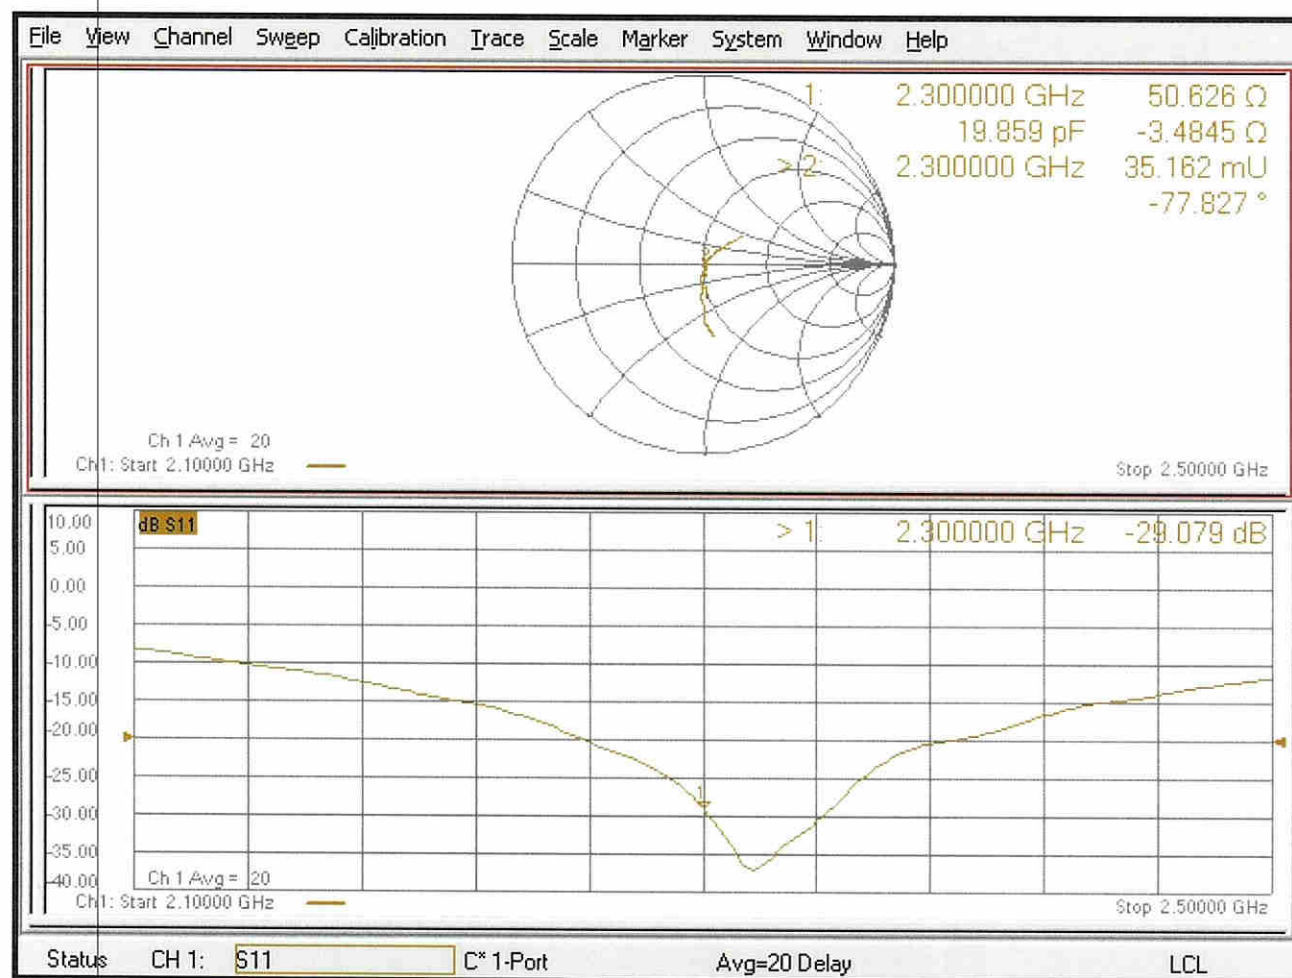 File View Channel Sweep Calibration Trace Scale Marker System Window Help
1: 2.300000 GHz 50.626 Ω
19.859 pF -3.4845 Ω
> 2: 2.300000 GHz 35.162 mU
-77.827 °
Ch 1 Avg = 20
Ch1: Start 2.10000 GHz Stop 2.50000 GHz
10.00 dB S11 > 1: 2.300000 GHz -29.079 dB
5.00
0.00
-5.00
-10.00
-15.00
-20.00
-25.00
1
-30.00
-35.00
-40.00 Ch 1 Avg = 20
Ch1: Start 2.10000 GHz Stop 2.50000 GHz
Status CH 1: S11 C* 1-Port Avg=20 Delay LCL